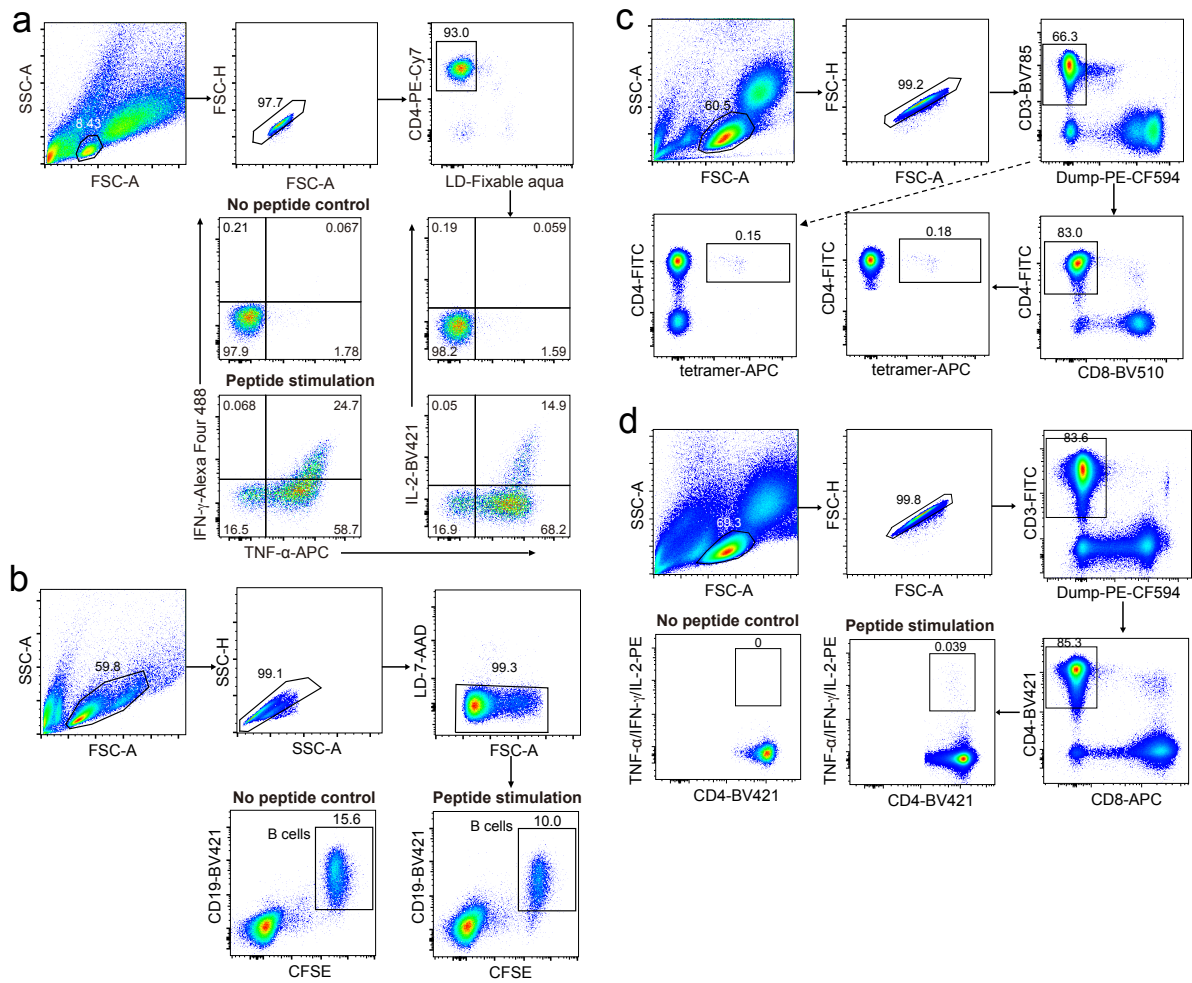 a
SSC-A
8.43
FSC-A
FSC-H
97.7
FSC-A
CD4-PE-Cy7
93.0
LD-Fixable aqua
No peptide control
0.21
0.067
97.9
1.78
0.19
0.059
98.2
1.59
Peptide stimulation
IFN-γ-Alexa Four 488
0.068
24.7
16.5
58.7
IL-2-BV421
0.05
14.9
16.9
68.2
TNF-α-APC
b
SSC-A
59.8
FSC-A
SSC-H
99.1
SSC-A
LD-7-AAD
99.3
FSC-A
No peptide control
CD19-BV421
B cells
15.6
CFSE
Peptide stimulation
CD19-BV421
B cells
10.0
CFSE
c
SSC-A
60.5
FSC-A
FSC-H
99.2
FSC-A
CD3-BV785
66.3
Dump-PE-CF594
CD4-FITC
0.15
tetramer-APC
CD4-FITC
0.18
tetramer-APC
CD4-FITC
83.0
CD8-BV510
d
SSC-A
69.3
FSC-A
FSC-H
99.8
FSC-A
CD3-FITC
83.6
Dump-PE-CF594
No peptide control
TNF-α/IFN-γ/IL-2-PE
0
CD4-BV421
Peptide stimulation
TNF-α/IFN-γ/IL-2-PE
0.039
CD4-BV421
CD4-BV421
85.3
CD8-APC